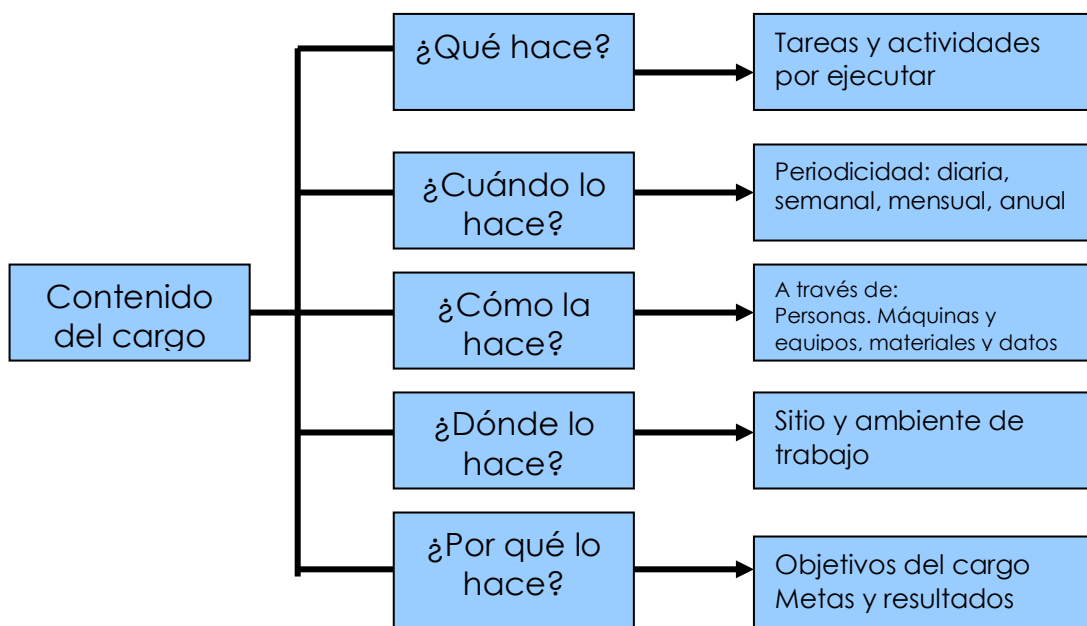 ¿Qué hace?
Tareas y actividades
por ejecutar
¿Cuándo lo
hace?
Periodicidad: diaria,
semanal, mensual, anual
Contenido
del cargo
¿Cómo la
hace?
A través de:
Personas. Máquinas y
equipos, materiales y datos
¿Dónde lo
hace?
Sitio y ambiente de
trabajo
¿Por qué lo
hace?
Objetivos del cargo
Metas y resultados